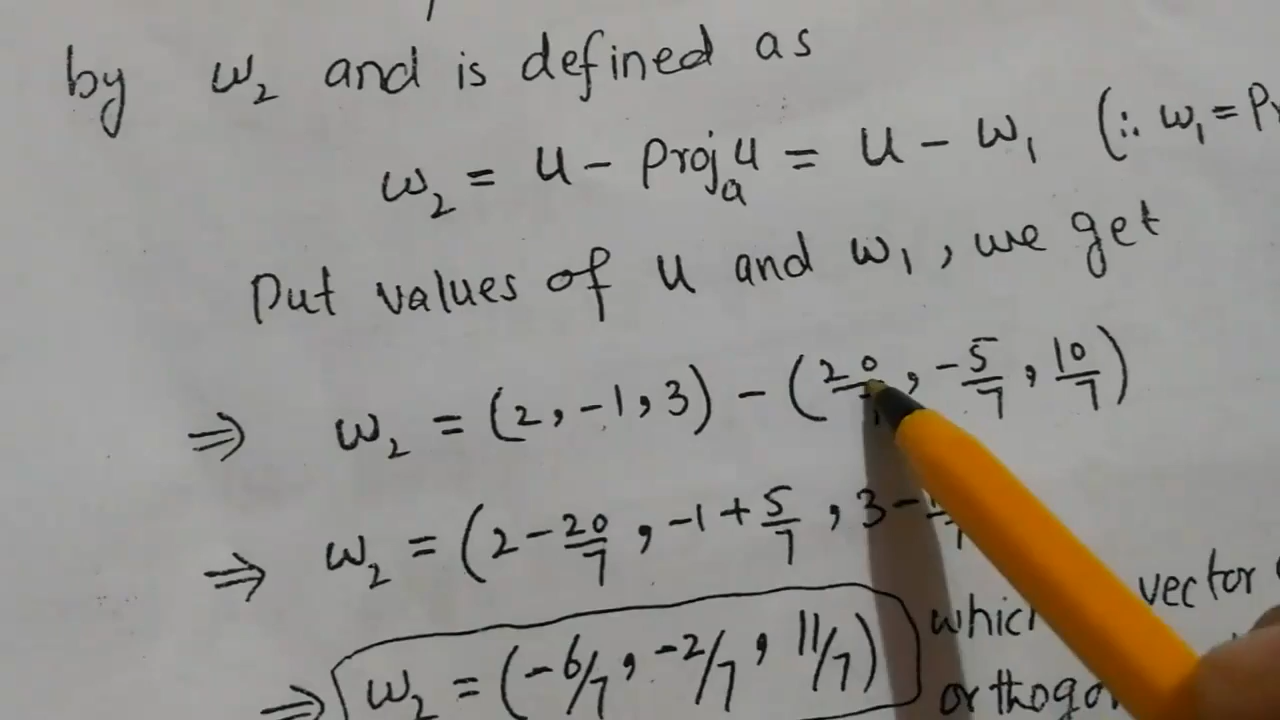 by w₂ and is defined as
w₂ = u - Proj_a u = u - w₁ (∵ w₁ =
Put values of u and w₁, we get
⇒ w₂ = (2, -1, 3) - (20/7, -5/7, 10/7)
⇒ w₂ = (2 - 20/7, -1 + 5/7, 3 -
⇒ w₂ = (-6/7, -2/7, 11/7) vector